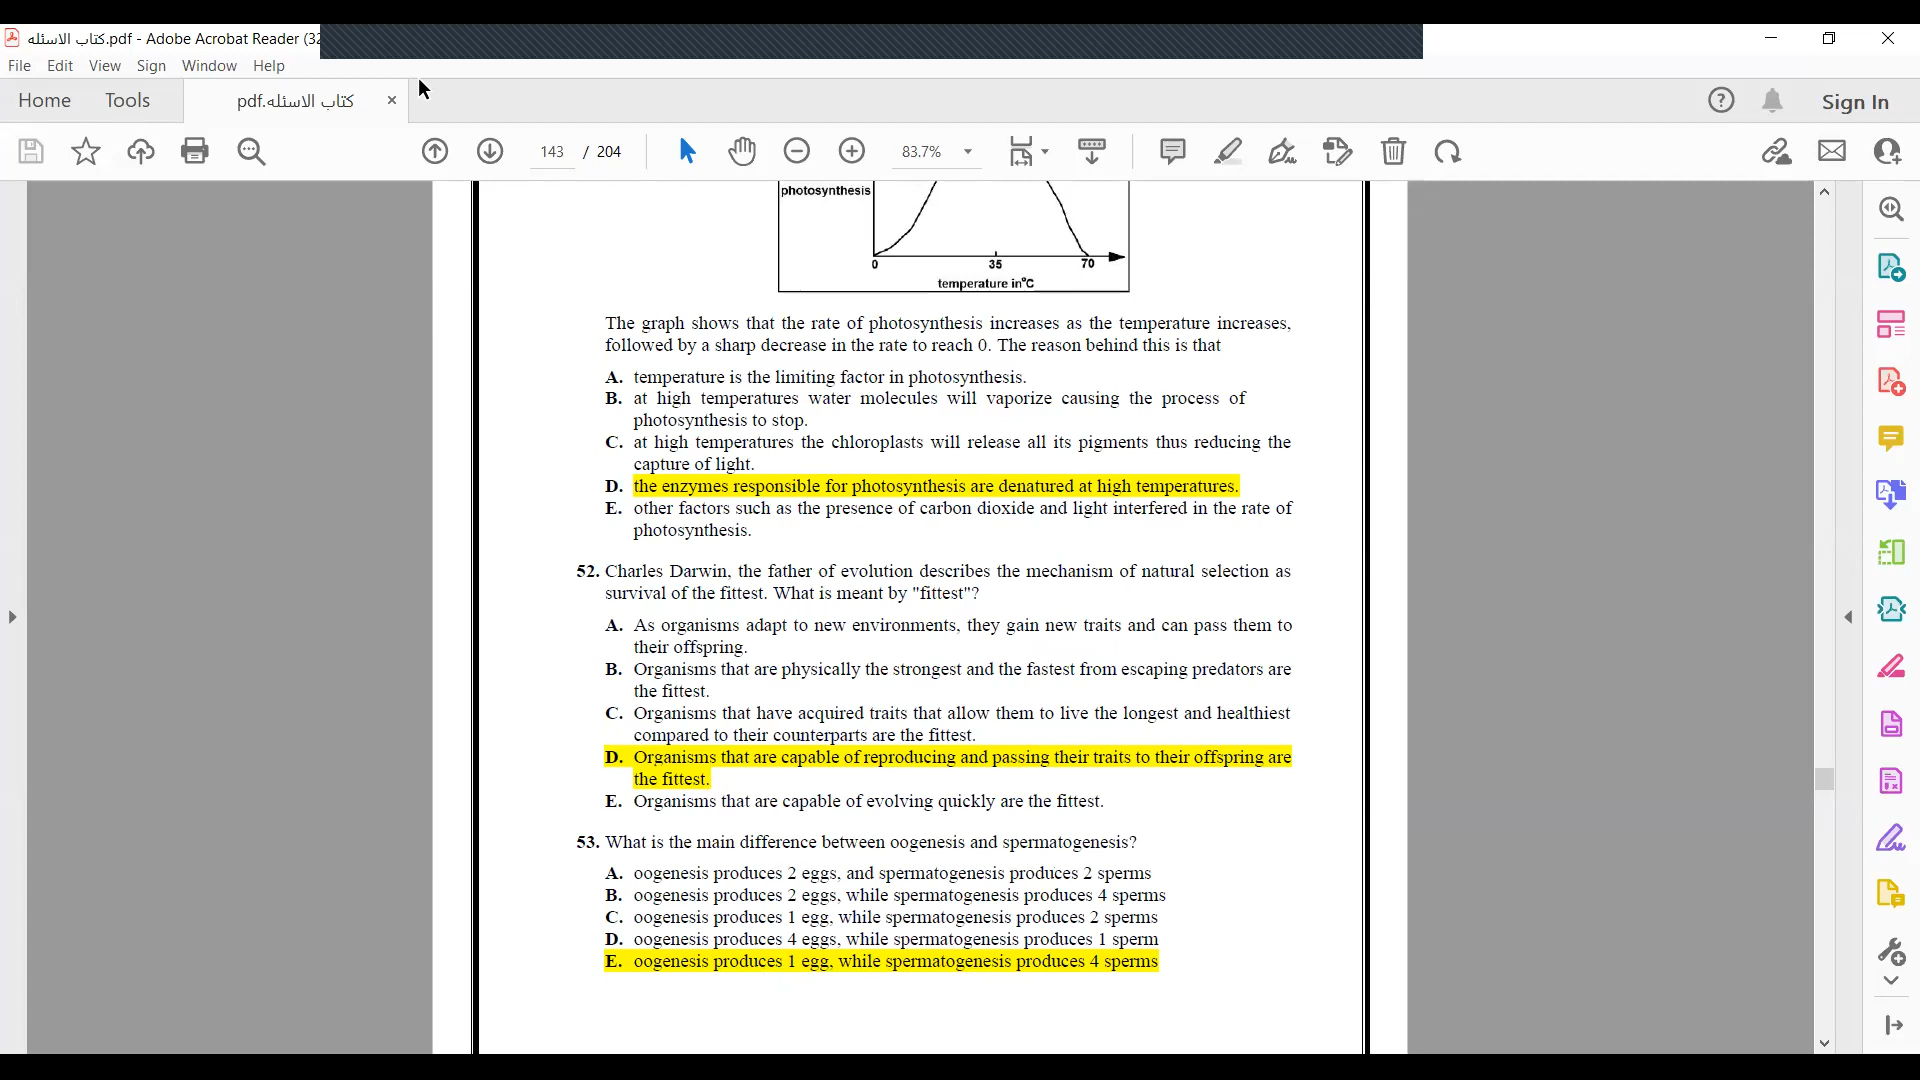 كتاب الاسئله.pdf - Adobe Acrobat Reader (32
File Edit View Sign Window Help
Home Tools كتاب الاسئله.pdf × Sign In
143 / 204 83.7%
photosynthesis
0 35 70
temperature in°C
The graph shows that the rate of photosynthesis increases as the temperature increases,
followed by a sharp decrease in the rate to reach 0. The reason behind this is that
A. temperature is the limiting factor in photosynthesis.
B. at high temperatures water molecules will vaporize causing the process of
photosynthesis to stop.
C. at high temperatures the chloroplasts will release all its pigments thus reducing the
capture of light.
D. the enzymes responsible for photosynthesis are denatured at high temperatures.
E. other factors such as the presence of carbon dioxide and light interfered in the rate of
photosynthesis.
52. Charles Darwin, the father of evolution describes the mechanism of natural selection as
survival of the fittest. What is meant by "fittest"?
A. As organisms adapt to new environments, they gain new traits and can pass them to
their offspring.
B. Organisms that are physically the strongest and the fastest from escaping predators are
the fittest.
C. Organisms that have acquired traits that allow them to live the longest and healthiest
compared to their counterparts are the fittest.
D. Organisms that are capable of reproducing and passing their traits to their offspring are
the fittest.
E. Organisms that are capable of evolving quickly are the fittest.
53. What is the main difference between oogenesis and spermatogenesis?
A. oogenesis produces 2 eggs, and spermatogenesis produces 2 sperms
B. oogenesis produces 2 eggs, while spermatogenesis produces 4 sperms
C. oogenesis produces 1 egg, while spermatogenesis produces 2 sperms
D. oogenesis produces 4 eggs, while spermatogenesis produces 1 sperm
E. oogenesis produces 1 egg, while spermatogenesis produces 4 sperms